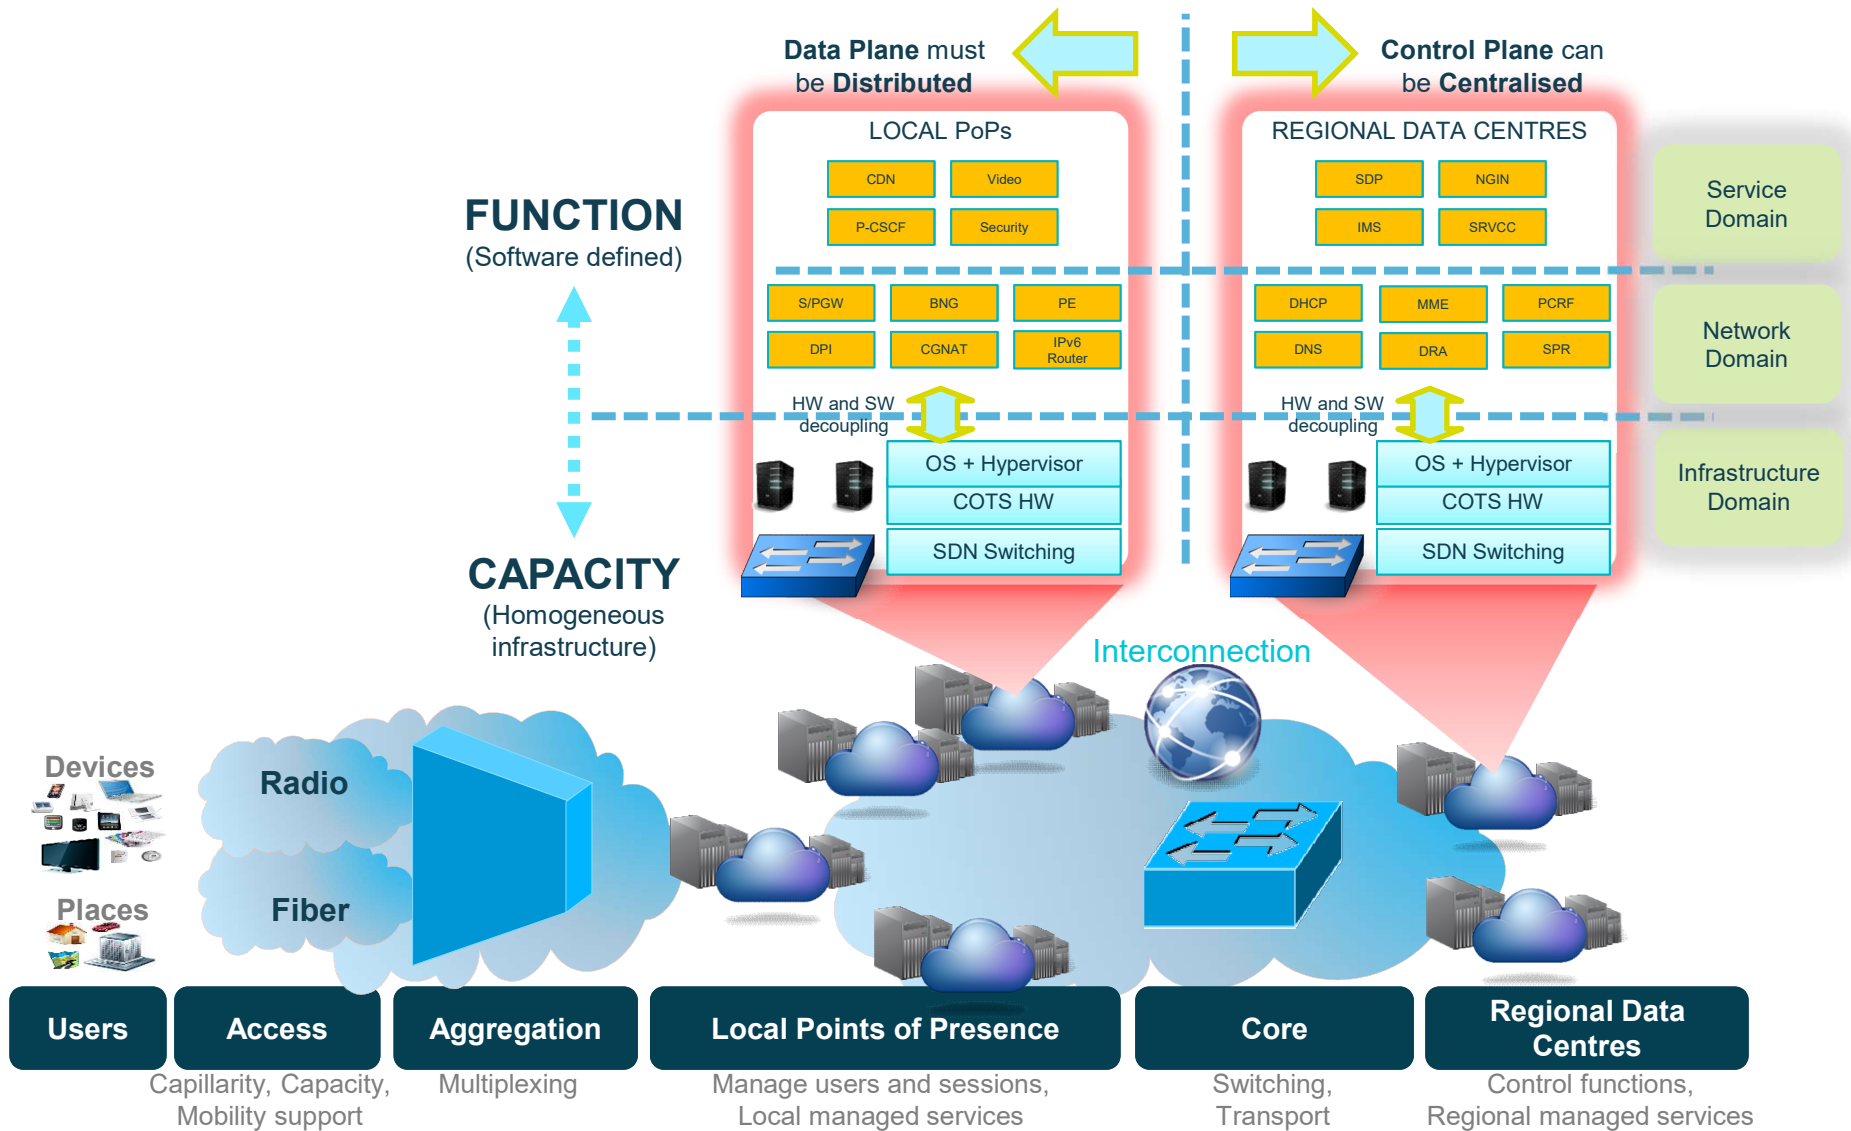 Data Plane must
be Distributed
Control Plane can
be Centralised
LOCAL PoPs
REGIONAL DATA CENTRES
CDN
Video
P-CSCF
Security
SDP
NGIN
IMS
SRVCC
Service
Domain
FUNCTION
(Software defined)
S/PGW
BNG
PE
DPI
CGNAT
IPv6
Router
DHCP
MME
PCRF
DNS
DRA
SPR
Network
Domain
HW and SW
decoupling
HW and SW
decoupling
OS + Hypervisor
COTS HW
SDN Switching
OS + Hypervisor
COTS HW
SDN Switching
Infrastructure
Domain
CAPACITY
(Homogeneous
infrastructure)
Interconnection
Devices
Radio
Places
Fiber
Users
Access
Aggregation
Local Points of Presence
Core
Regional Data
Centres
Capillarity, Capacity,
Mobility support
Multiplexing
Manage users and sessions,
Local managed services
Switching,
Transport
Control functions,
Regional managed services